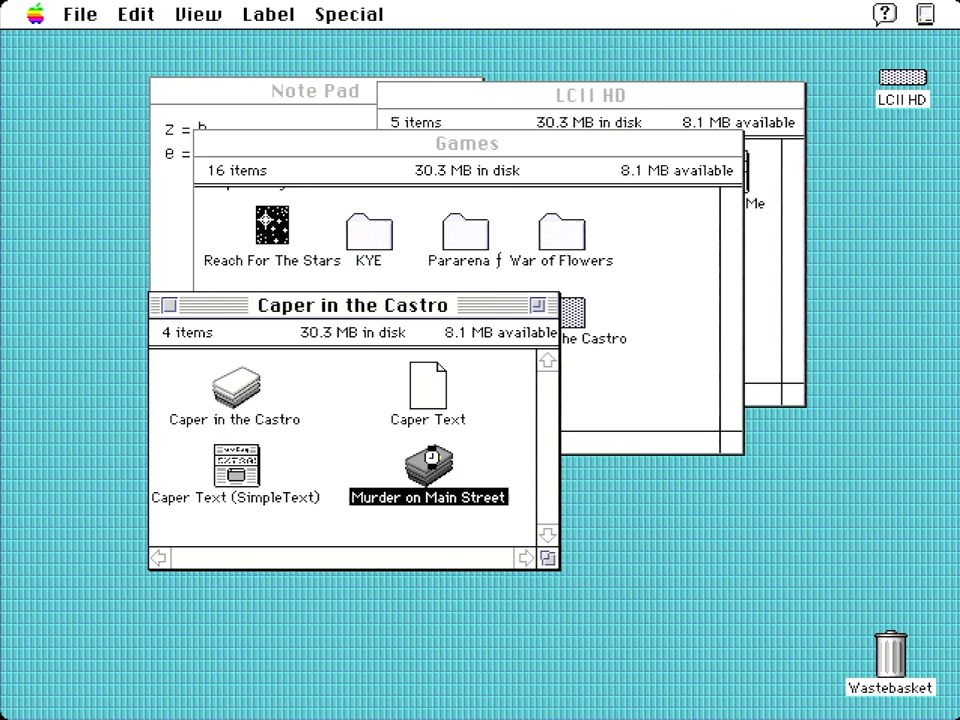 File Edit View Label Special
LCII HD
Note Pad
z = b
e =
LCII HD
5 items 30.3 MB in disk 8.1 MB available
Me
Games
16 items 30.3 MB in disk 8.1 MB available
Reach For The Stars KYE Pararena ƒ War of Flowers
he Castro
Caper in the Castro
4 items 30.3 MB in disk 8.1 MB available
Caper in the Castro Caper Text
Caper Text (SimpleText) Murder on Main Street
Wastebasket